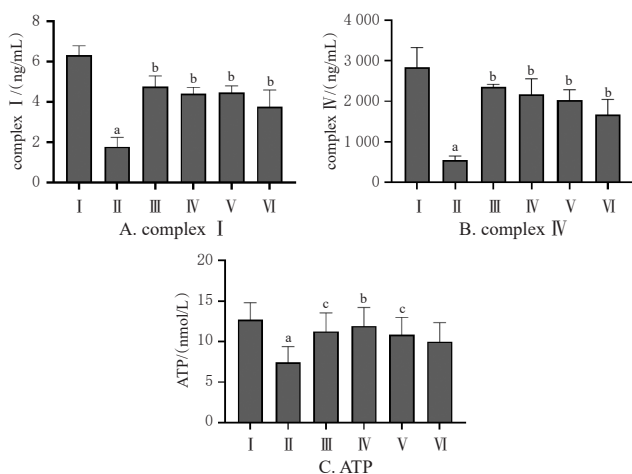 complex Ⅰ/(ng/mL)
8
6
4
2
0
a
b
b
b
b
Ⅰ Ⅱ Ⅲ Ⅳ Ⅴ Ⅵ
A. complex Ⅰ
complex Ⅳ/(ng/mL)
4 000
3 000
2 000
1 000
0
a
b
b
b
b
Ⅰ Ⅱ Ⅲ Ⅳ Ⅴ Ⅵ
B. complex Ⅳ
ATP/(nmol/L)
20
15
10
5
0
a
c
b
c
Ⅰ Ⅱ Ⅲ Ⅳ Ⅴ Ⅵ
C. ATP